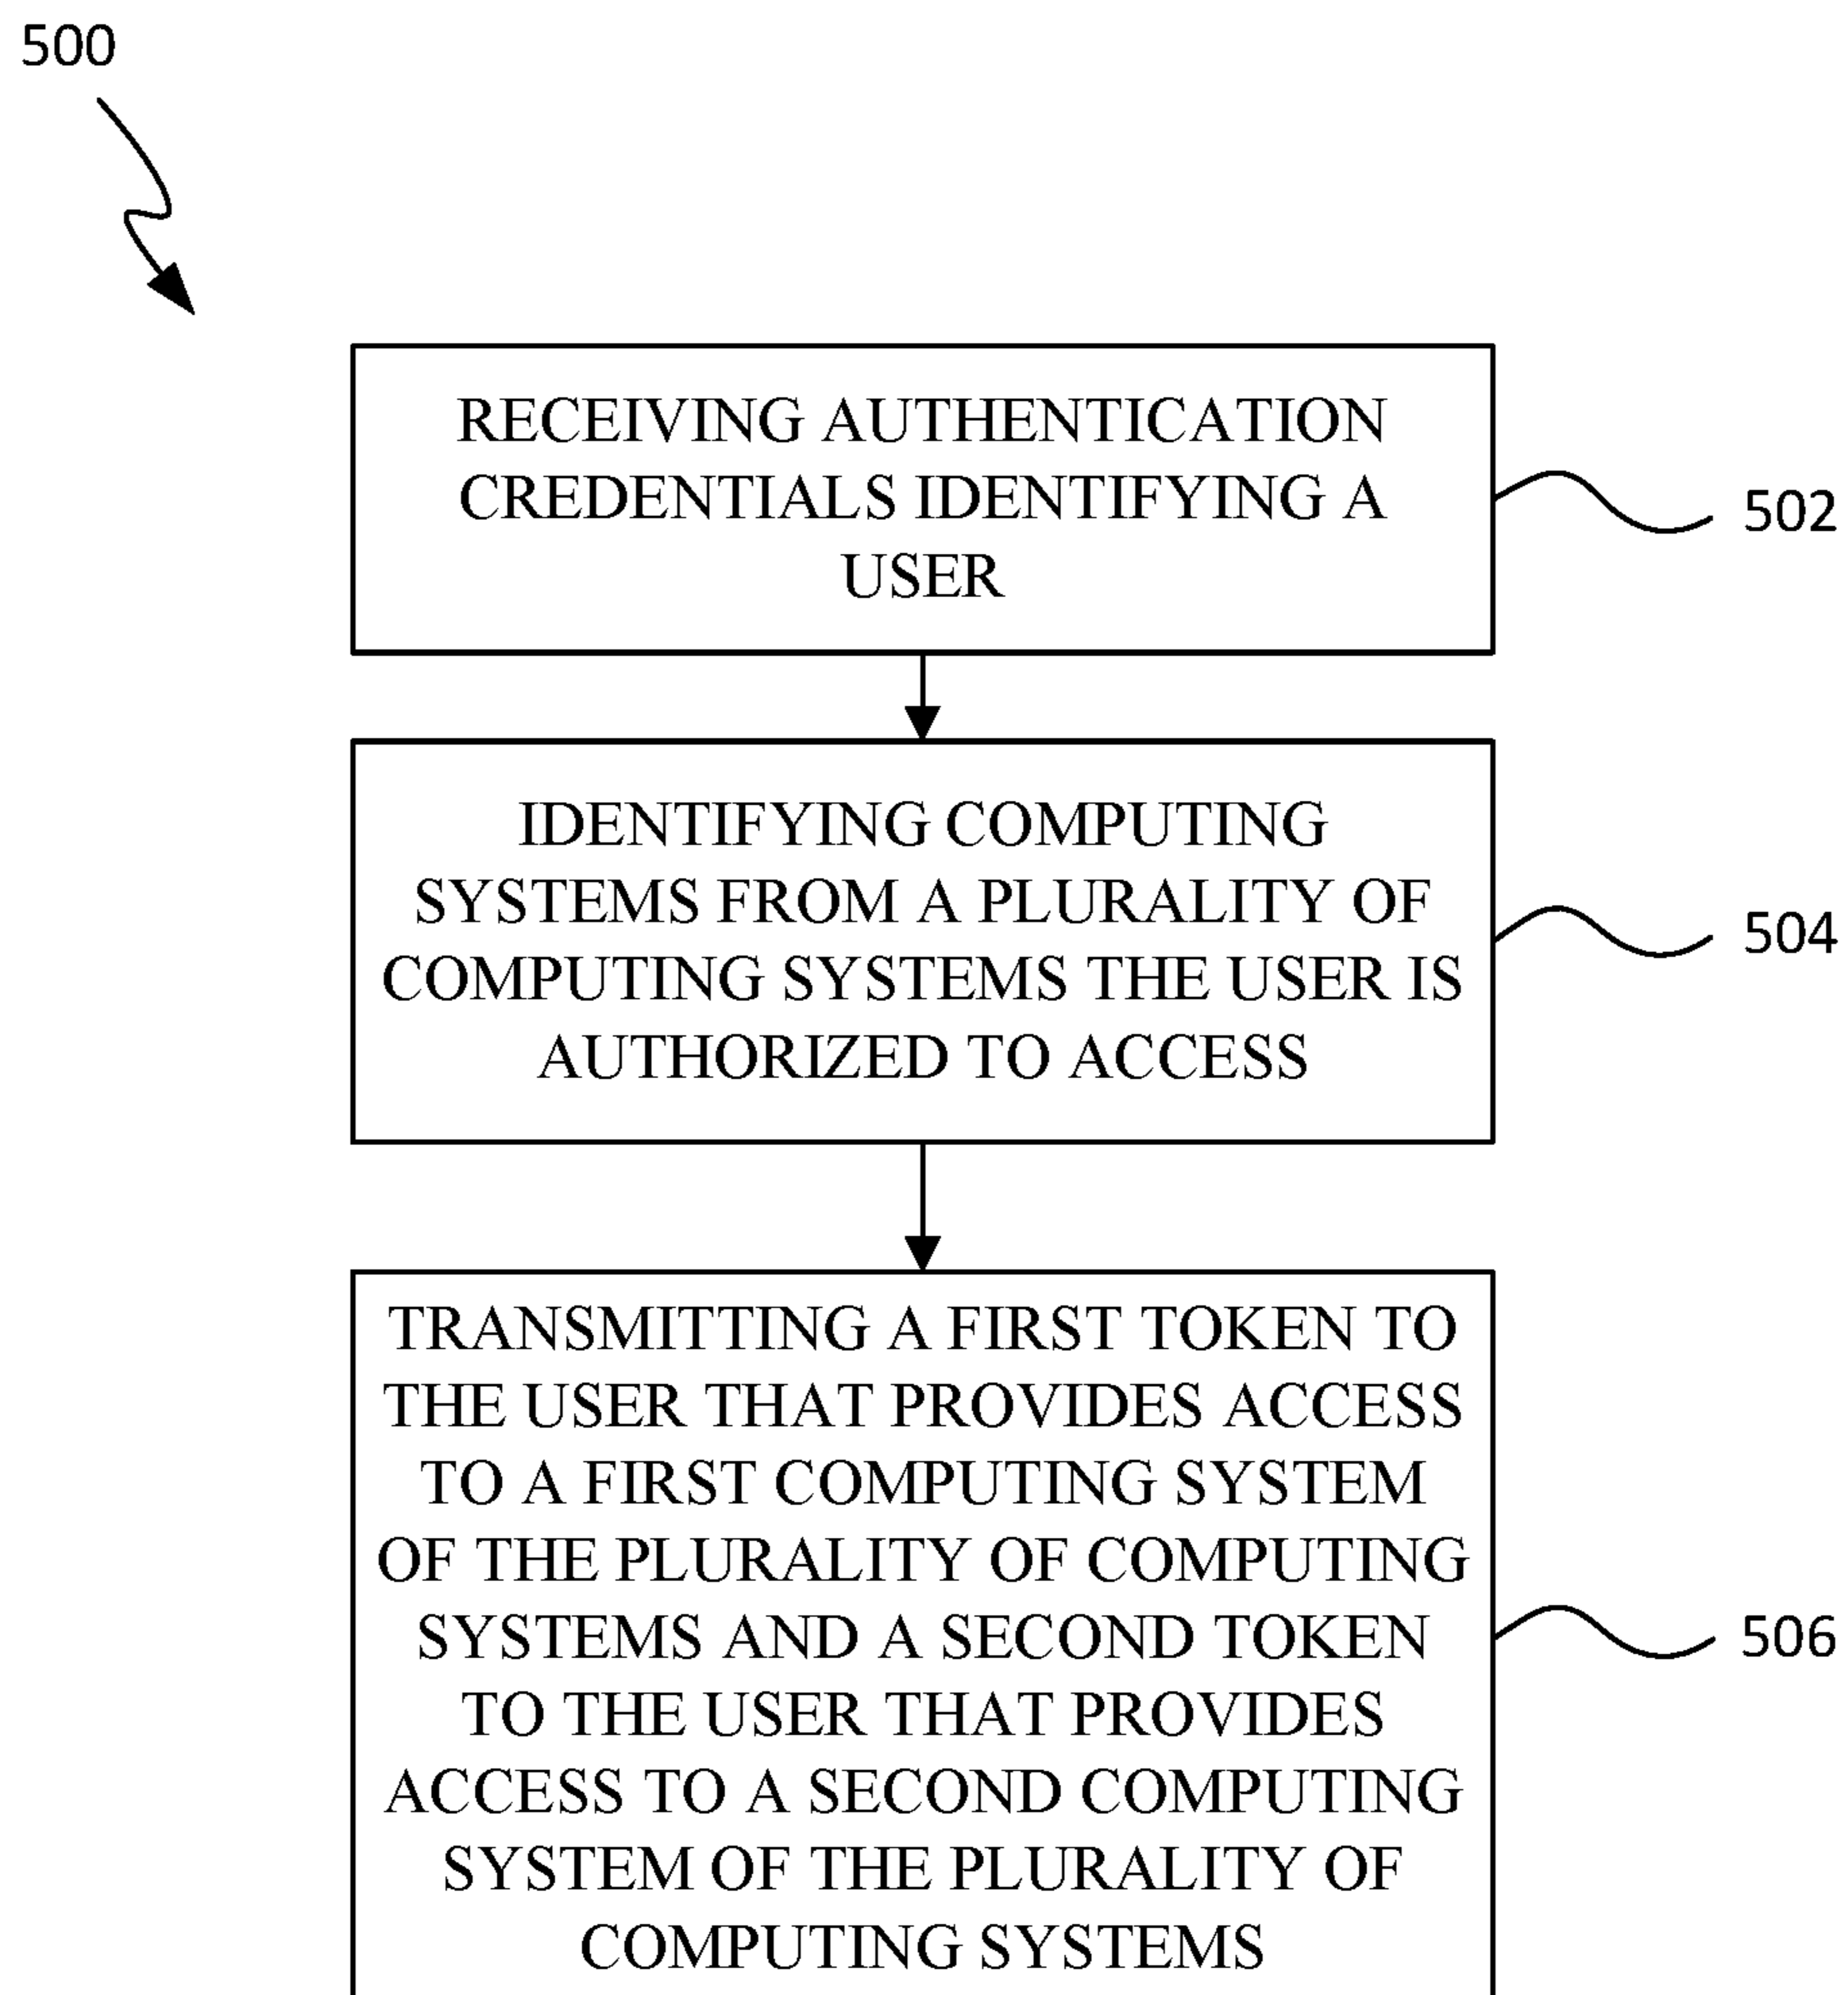 500
RECEIVING AUTHENTICATION
CREDENTIALS IDENTIFYING A
USER
502
IDENTIFYING COMPUTING
SYSTEMS FROM A PLURALITY OF
COMPUTING SYSTEMS THE USER IS
AUTHORIZED TO ACCESS
504
TRANSMITTING A FIRST TOKEN TO
THE USER THAT PROVIDES ACCESS
TO A FIRST COMPUTING SYSTEM
OF THE PLURALITY OF COMPUTING
SYSTEMS AND A SECOND TOKEN
TO THE USER THAT PROVIDES
ACCESS TO A SECOND COMPUTING
SYSTEM OF THE PLURALITY OF
COMPUTING SYSTEMS
506